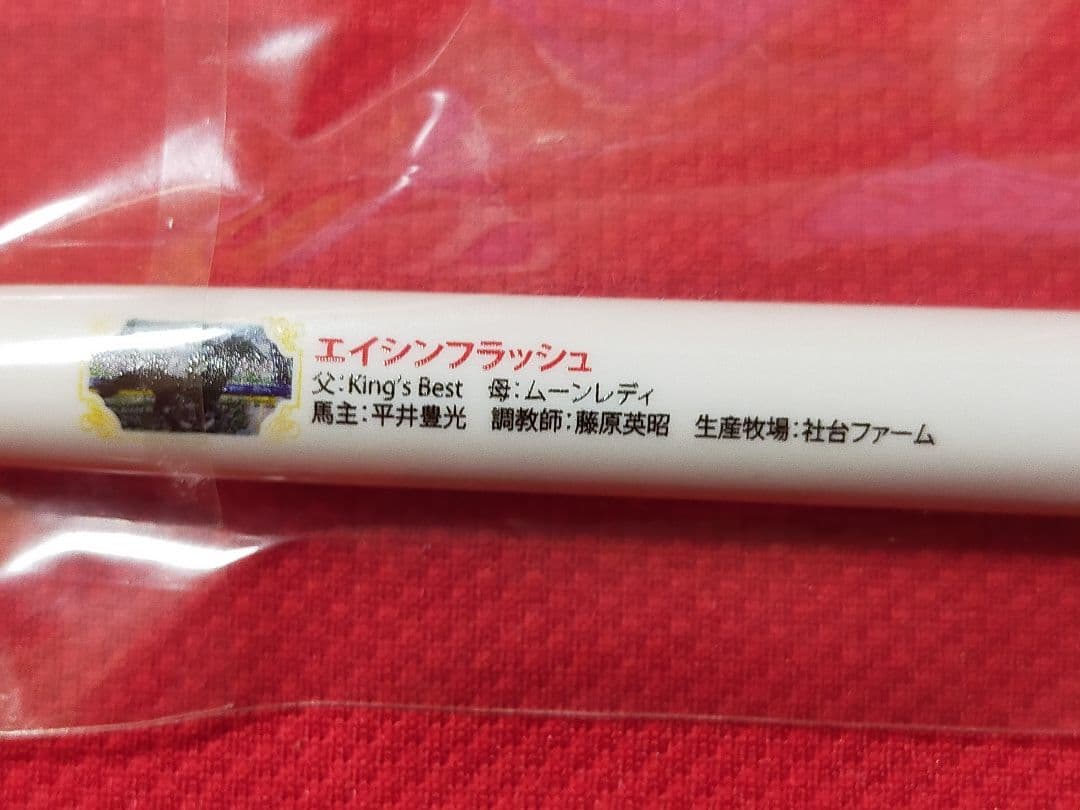 エイシンフラッシュ
父：King's Best　母：ムーンレディ
馬主：平井豊光　調教師：藤原英昭　生産牧場：社台ファーム